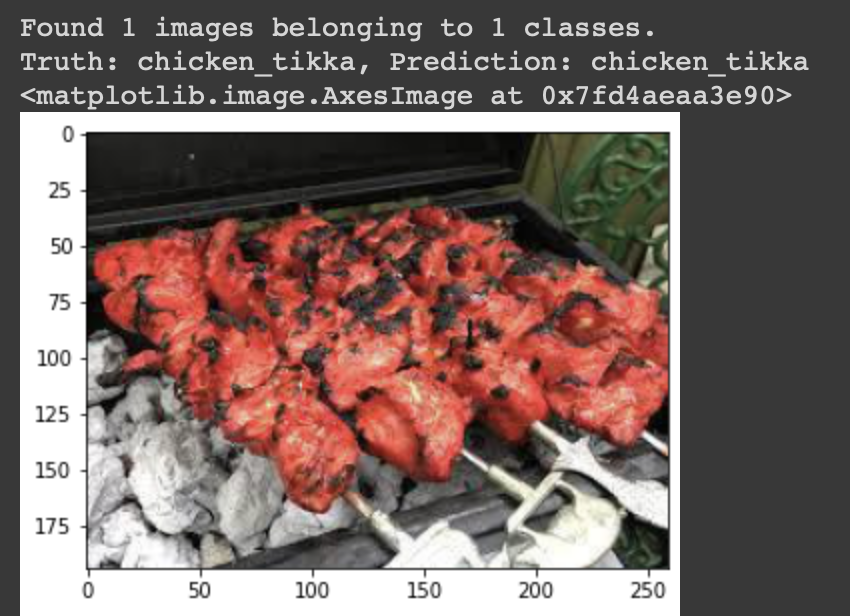 Found 1 images belonging to 1 classes.
Truth: chicken_tikka, Prediction: chicken_tikka
<matplotlib.image.AxesImage at 0x7fd4aeaa3e90>
0
25
50
75
100
125
150
175
0 50 100 150 200 250